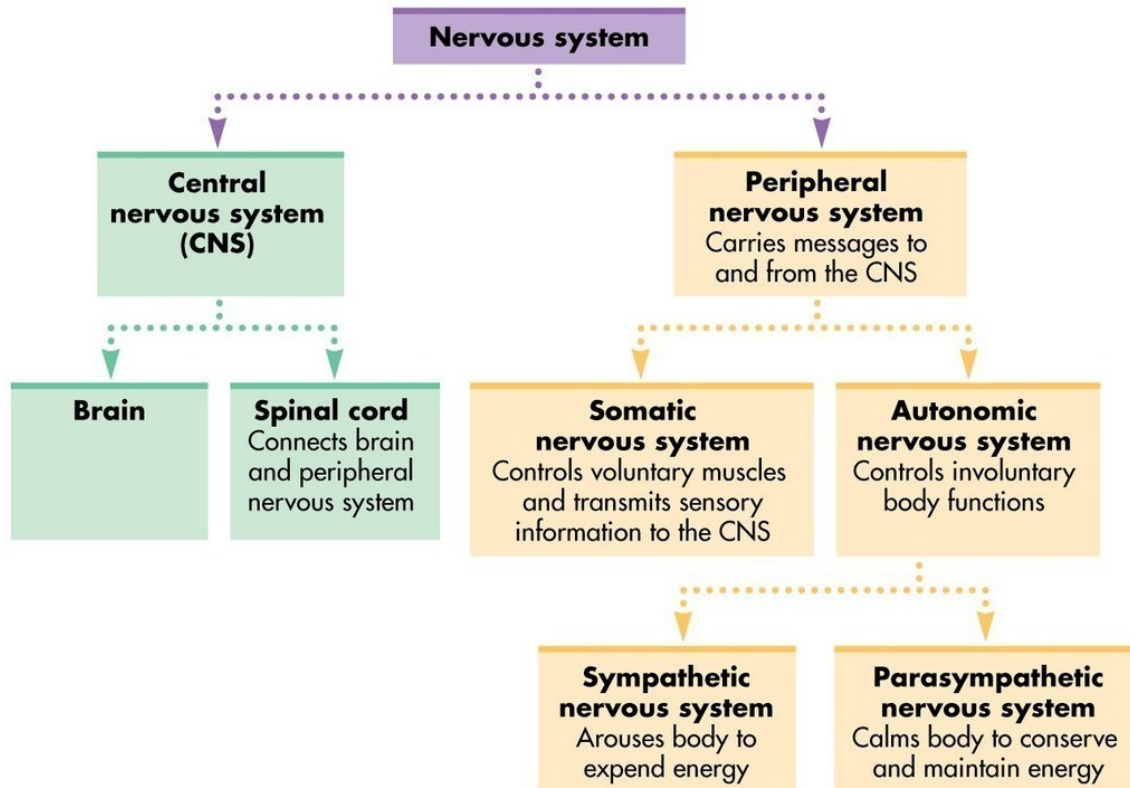 Nervous system
Central
nervous system
(CNS)
Peripheral
nervous system
Carries messages to
and from the CNS
Brain
Spinal cord
Connects brain
and peripheral
nervous system
Somatic
nervous system
Controls voluntary muscles
and transmits sensory
information to the CNS
Autonomic
nervous system
Controls involuntary
body functions
Sympathetic
nervous system
Arouses body to
expend energy
Parasympathetic
nervous system
Calms body to conserve
and maintain energy